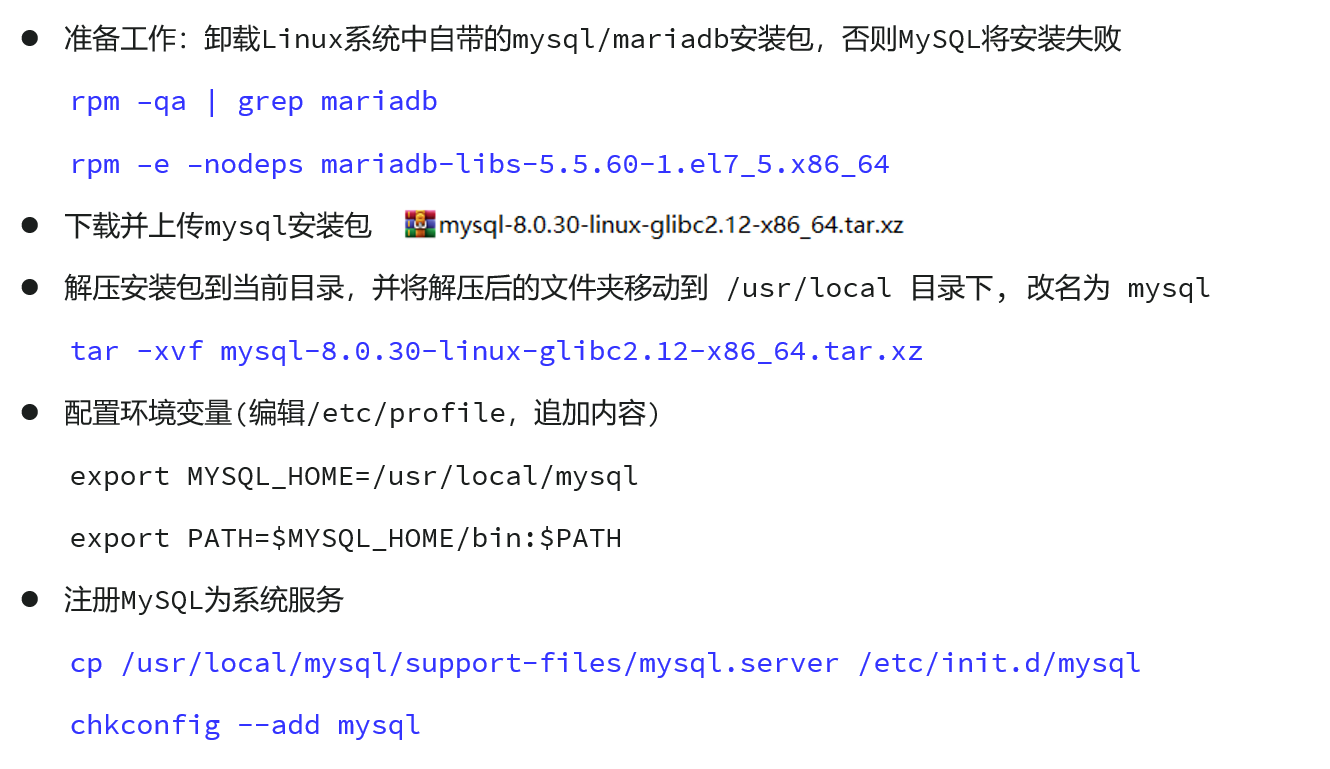 ● 准备工作：卸载Linux系统中自带的mysql/mariadb安装包，否则MySQL将安装失败
rpm –qa | grep mariadb
rpm –e –nodeps mariadb-libs-5.5.60-1.el7_5.x86_64
● 下载并上传mysql安装包 mysql-8.0.30-linux-glibc2.12-x86_64.tar.xz
● 解压安装包到当前目录，并将解压后的文件夹移动到 /usr/local 目录下, 改名为 mysql
tar –xvf mysql-8.0.30-linux-glibc2.12-x86_64.tar.xz
● 配置环境变量(编辑/etc/profile，追加内容)
export MYSQL_HOME=/usr/local/mysql
export PATH=$MYSQL_HOME/bin:$PATH
● 注册MySQL为系统服务
cp /usr/local/mysql/support-files/mysql.server /etc/init.d/mysql
chkconfig --add mysql